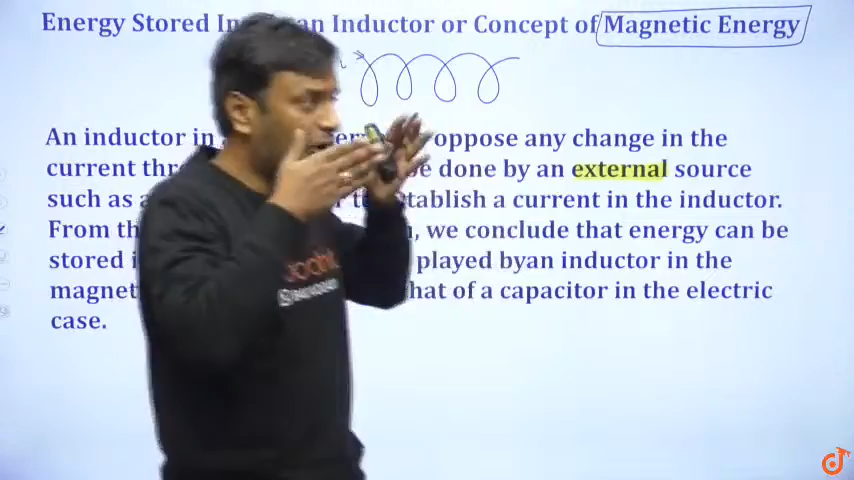 Energy Stored In an Inductor or Concept of Magnetic Energy
i
An inductor in oppose any change in the
current be done by an external source
such as a tablish a current in the inductor.
From th we conclude that energy can be
stored i played byan inductor in the
magnet hat of a capacitor in the electric
case.